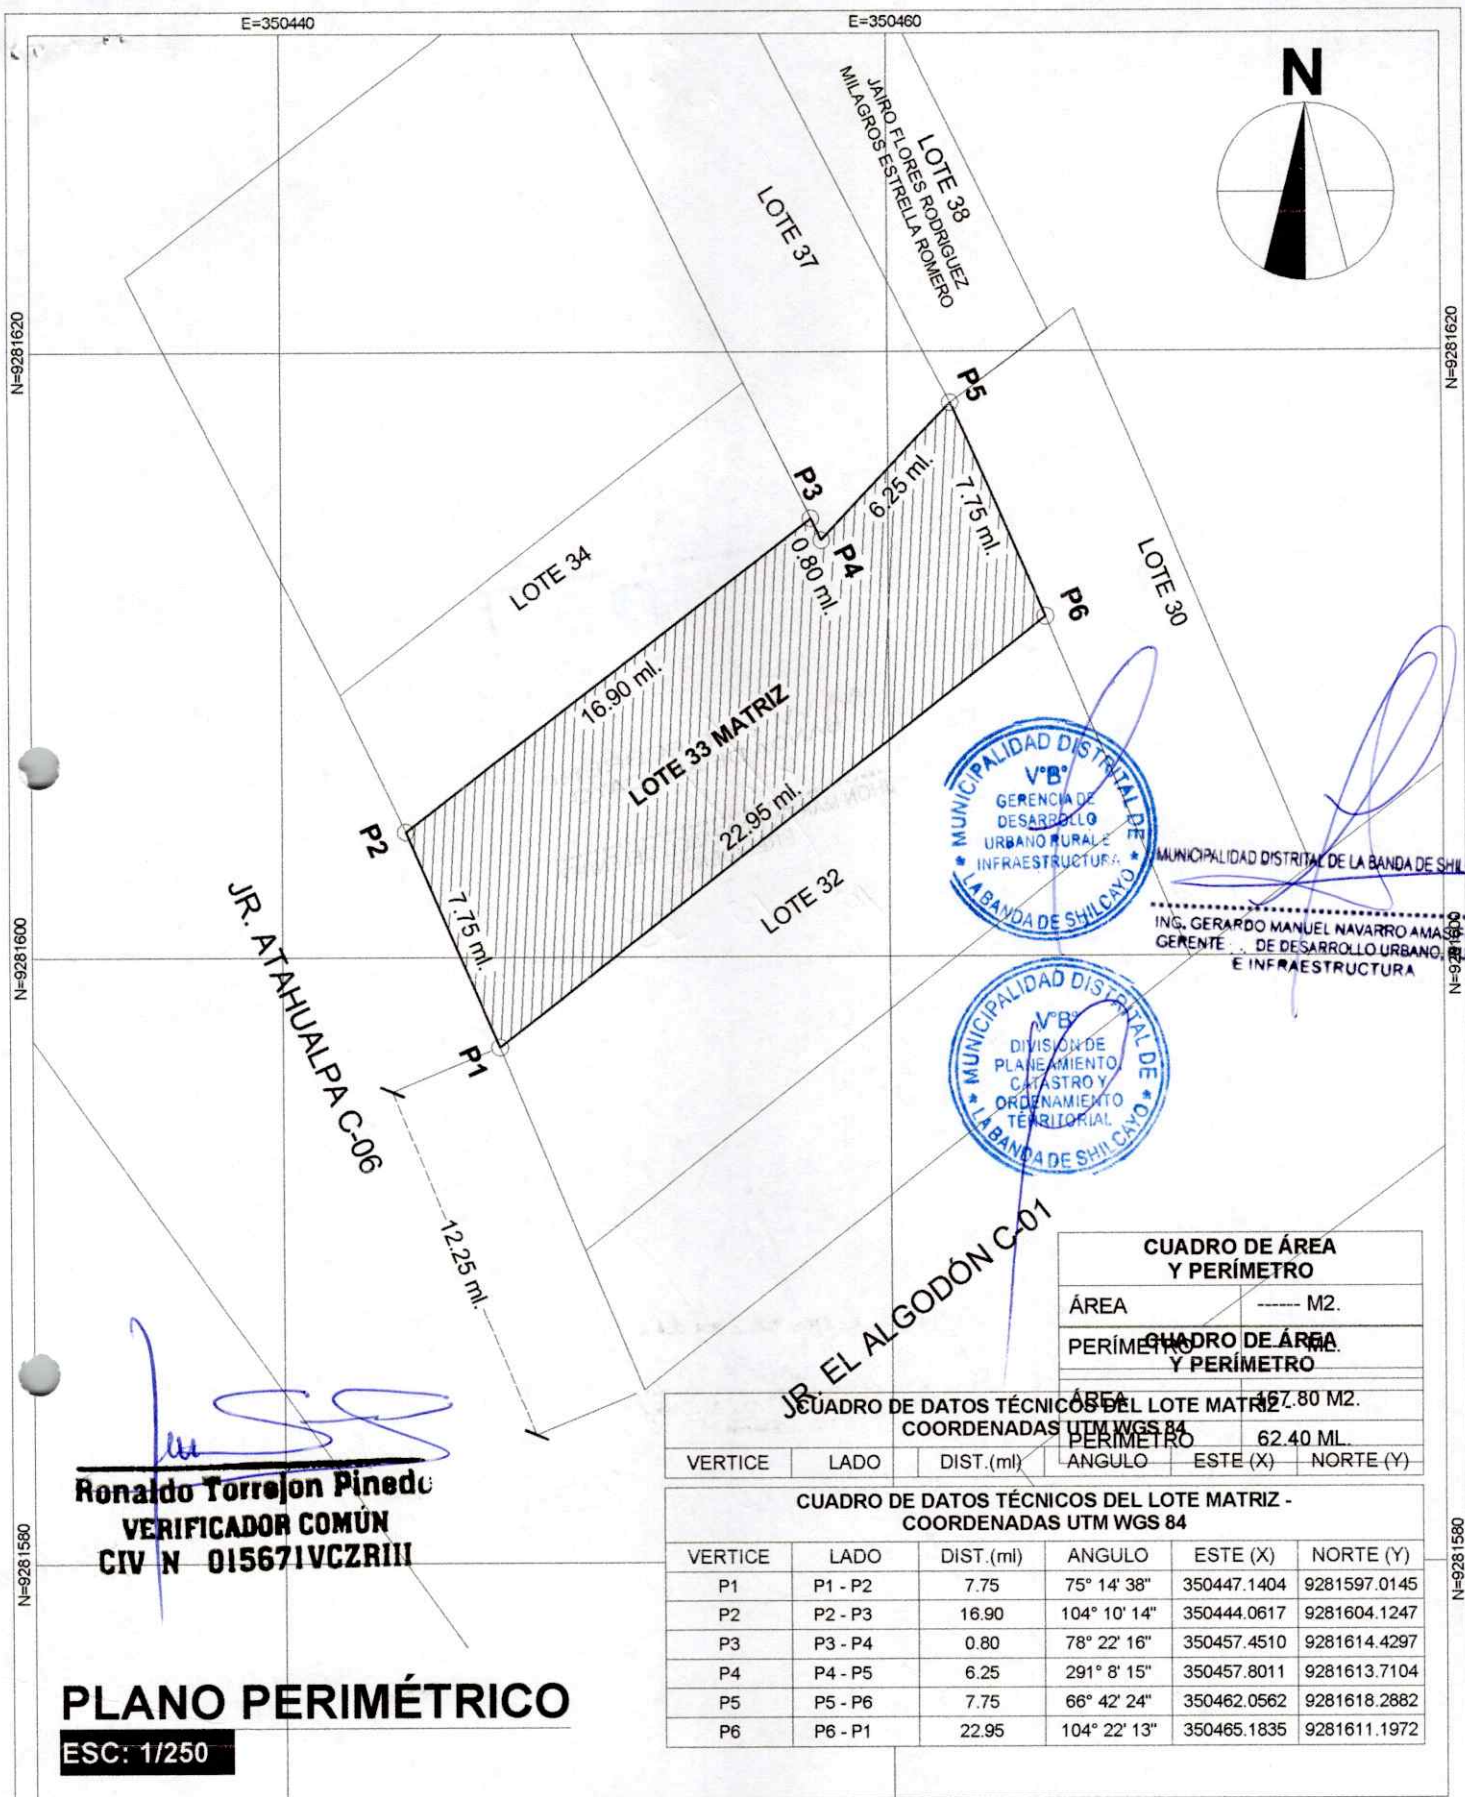 E=350440
E=350460
N
N=9281620
N=9281620
LOTE 38
JAIRO FLORES RODRIGUEZ
MILAGROS ESTRELLA ROMERO
LOTE 37
P5
P3
6.25 ml.
7.75 ml.
P4
0.80 ml.
LOTE 34
LOTE 30
P6
16.90 ml.
LOTE 33 MATRIZ
22.95 ml.
P2
LOTE 32
7.75 ml.
JR. ATAHUALPA C-06
P1
12.25 ml.
JR. EL ALGODÓN C-01
N=9281600
N=9281600
* MUNICIPALIDAD DISTRITAL DE *
V°B°
GERENCIA DE
DESARROLLO
URBANO RURAL E
INFRAESTRUCTURA
LA BANDA DE SHILCAYO
MUNICIPALIDAD DISTRITAL DE LA BANDA DE SHIL
ING. GERARDO MANUEL NAVARRO
GERENTE DE DESARROLLO URBANO,
E INFRAESTRUCTURA
* MUNICIPALIDAD DISTRITAL DE *
V°B°
DIVISIÓN DE
PLANEAMIENTO,
CATASTRO Y
ORDENAMIENTO
TERRITORIAL
LA BANDA DE SHILCAYO
CUADRO DE ÁREA
Y PERÍMETRO
ÁREA ------ M2.
PERÍMETRO ML.
CUADRO DE ÁREA
Y PERÍMETRO
ÁREA 167.80 M2.
PERÍMETRO 62.40 ML.
CUADRO DE DATOS TÉCNICOS DEL LOTE MATRIZ -
COORDENADAS UTM WGS 84
VERTICE LADO DIST.(ml) ANGULO ESTE (X) NORTE (Y)
CUADRO DE DATOS TÉCNICOS DEL LOTE MATRIZ -
COORDENADAS UTM WGS 84
VERTICE LADO DIST.(ml) ANGULO ESTE (X) NORTE (Y)
P1 P1 - P2 7.75 75° 14' 38" 350447.1404 9281597.0145
P2 P2 - P3 16.90 104° 10' 14" 350444.0617 9281604.1247
P3 P3 - P4 0.80 78° 22' 16" 350457.4510 9281614.4297
P4 P4 - P5 6.25 291° 8' 15" 350457.8011 9281613.7104
P5 P5 - P6 7.75 66° 42' 24" 350462.0562 9281618.2882
P6 P6 - P1 22.95 104° 22' 13" 350465.1835 9281611.1972
Ronaldo Torrejon Pinedo
VERIFICADOR COMÚN
CIV N 015671VCZRIII
N=9281580
N=9281580
PLANO PERIMÉTRICO
ESC: 1/250